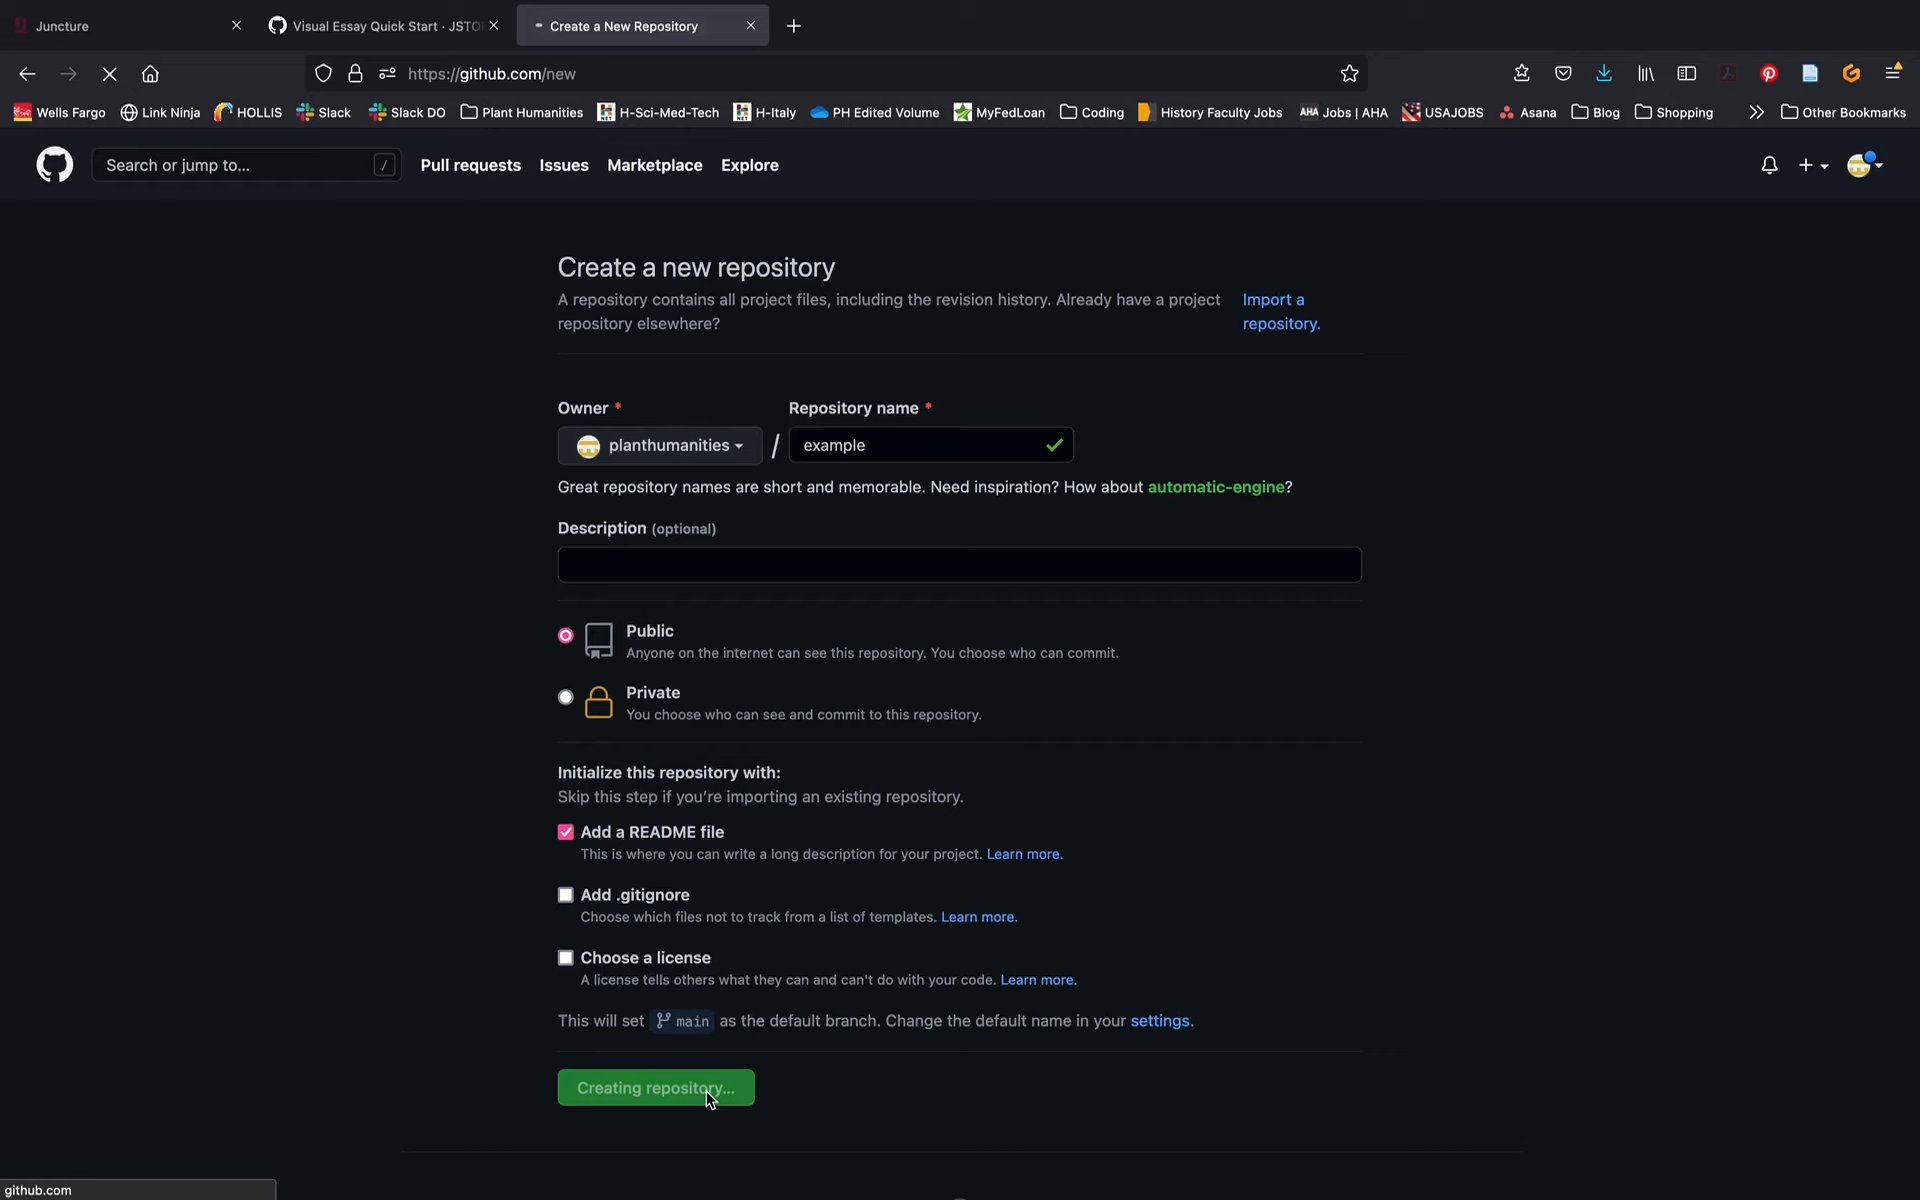 Juncture
Visual Essay Quick Start · JSTO
Create a New Repository
https://github.com/new
Wells Fargo
Link Ninja
HOLLIS
Slack
Slack DO
Plant Humanities
H-Sci-Med-Tech
H-Italy
PH Edited Volume
MyFedLoan
Coding
History Faculty Jobs
AHA Jobs | AHA
USAJOBS
Asana
Blog
Shopping
Other Bookmarks
Search or jump to... /
Pull requests
Issues
Marketplace
Explore
Create a new repository
A repository contains all project files, including the revision history. Already have a project
repository elsewhere?
Import a
repository.
Owner *
Repository name *
planthumanities / example
Great repository names are short and memorable. Need inspiration? How about automatic-engine?
Description (optional)
Public
Anyone on the internet can see this repository. You choose who can commit.
Private
You choose who can see and commit to this repository.
Initialize this repository with:
Skip this step if you’re importing an existing repository.
Add a README file
This is where you can write a long description for your project. Learn more.
Add .gitignore
Choose which files not to track from a list of templates. Learn more.
Choose a license
A license tells others what they can and can't do with your code. Learn more.
This will set main as the default branch. Change the default name in your settings.
Creating repository...
github.com